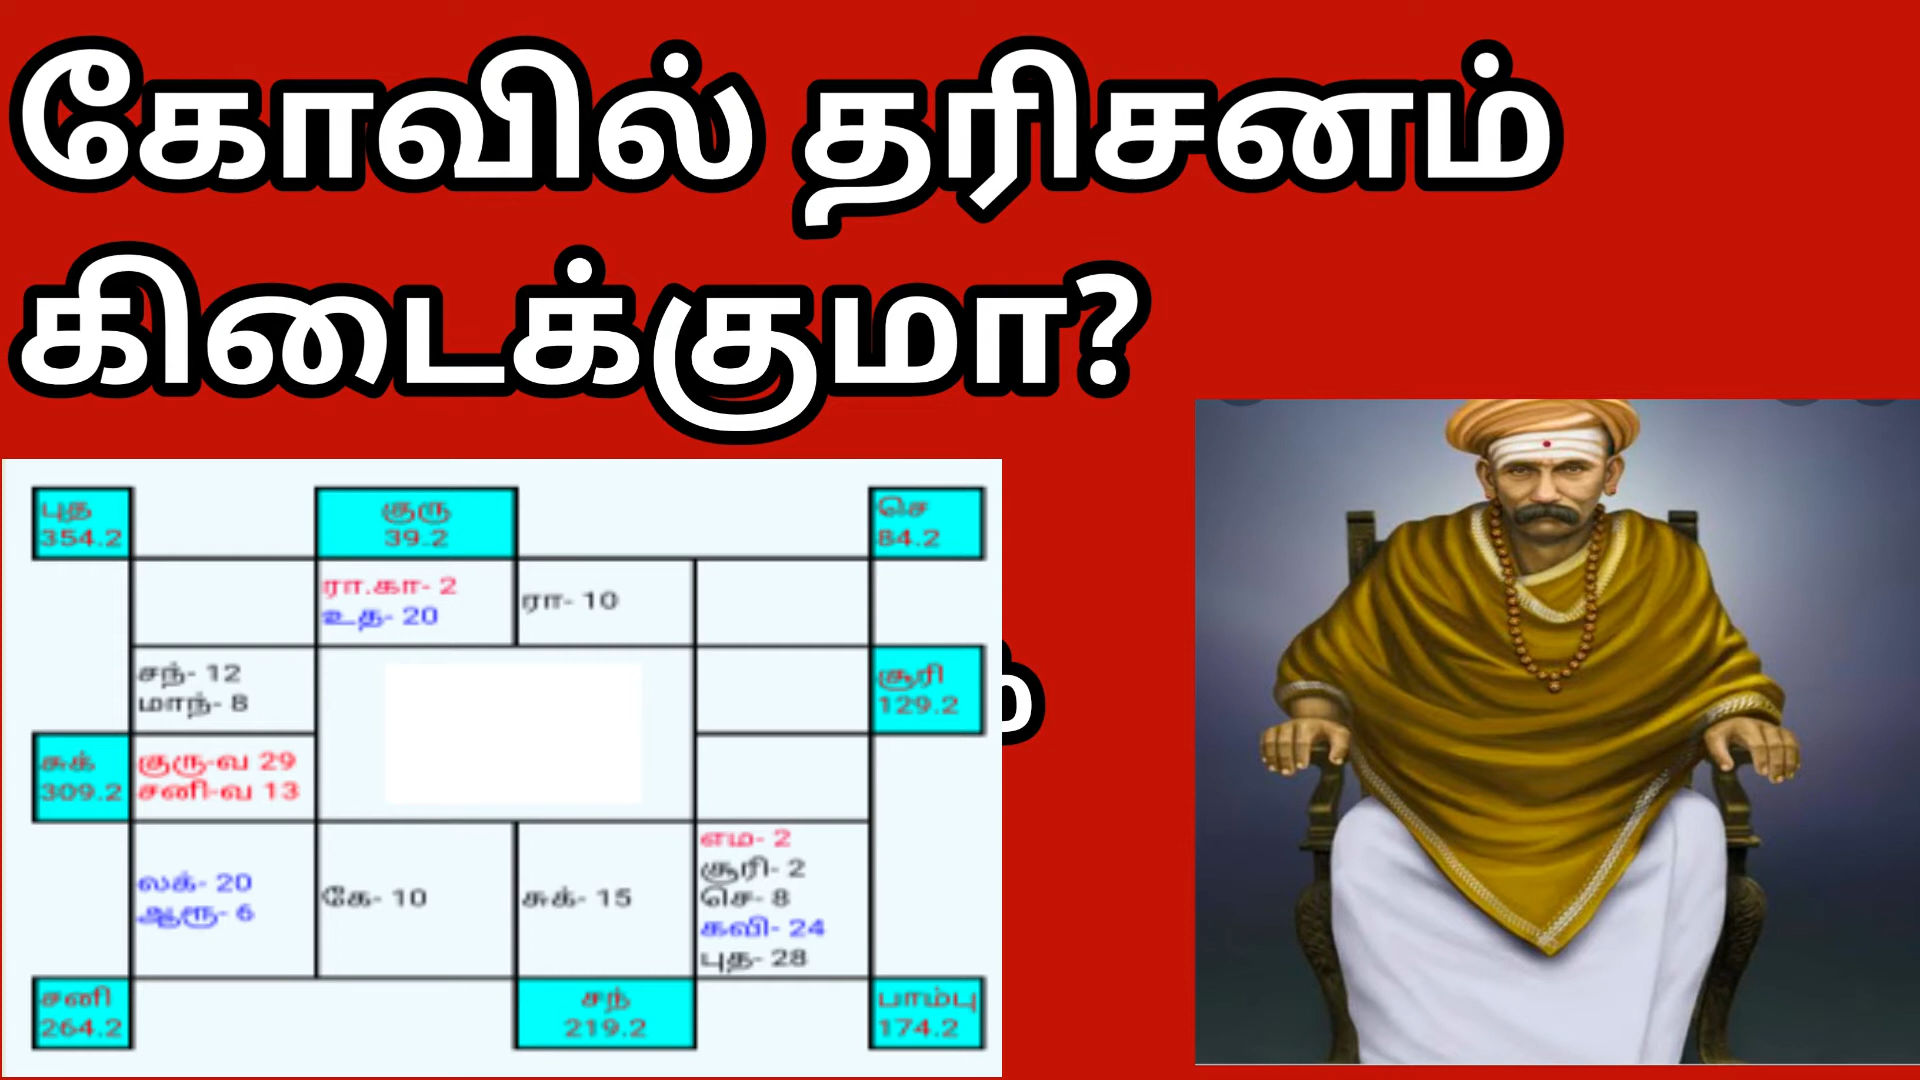 கோவில் தரிசனம்
கிடைக்குமா?
புத
354.2
குரு
39.2
செ
84.2
ரா.கா- 2
உத- 20
ரா- 10
சந்- 12
மாந்- 8
சூரி
129.2
சுக்
309.2
குரு-வ 29
சனி-வ 13
லக்- 20
ஆரூ- 6
கே- 10
சுக்- 15
எம- 2
சூரி- 2
செ- 8
கவி- 24
புத- 28
சனி
264.2
சந்
219.2
பாம்பு
174.2